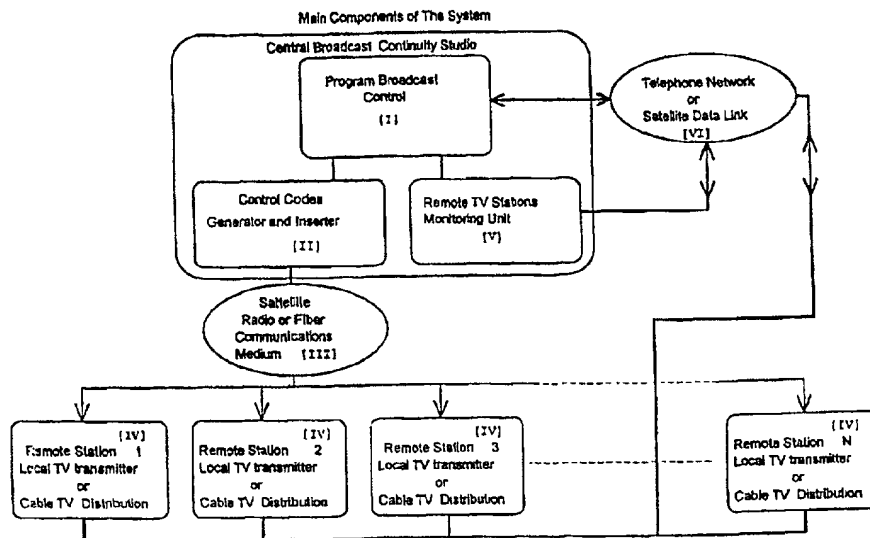 Main Components of The System
Central Broadcast Continuity Studio
Program Broadcast
Control
[I]
Telephone Network
or
Satellite Data Link
[VI]
Control Codes
Generator and Inserter
[II]
Remote TV Stations
Monitoring Unit
[V]
Sattellite
Radio or Fiber
Communications
Medium [III]
[IV]
Remote Station 1
Local TV transmitter
or
Cable TV Distribution
[IV]
Remote Station 2
Local TV transmitter
or
Cable TV Distribution
[IV]
Remote Station 3
Local TV transmitter
or
Cable TV Distribution
[IV]
Remote Station N
Local TV transmitter
or
Cable TV Distribution